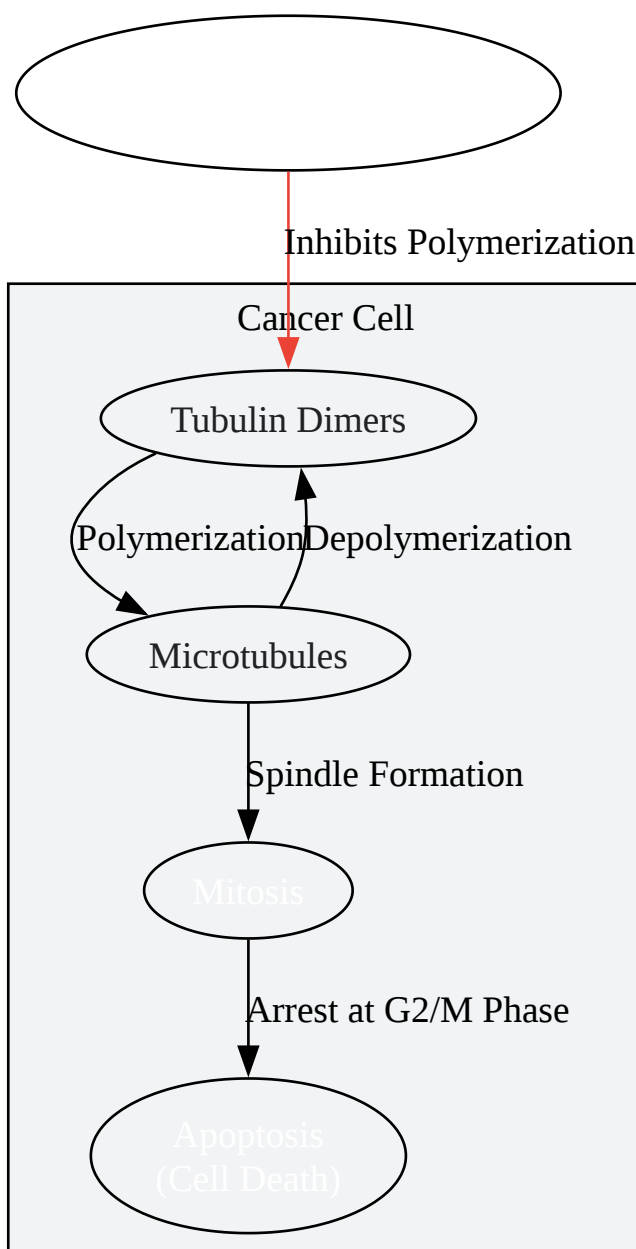 Inhibits Polymerization
Cancer Cell
Tubulin Dimers
Polymerization
Depolymerization
Microtubules
Spindle Formation
Mitosis
Arrest at G2/M Phase
Apoptosis
(Cell Death)